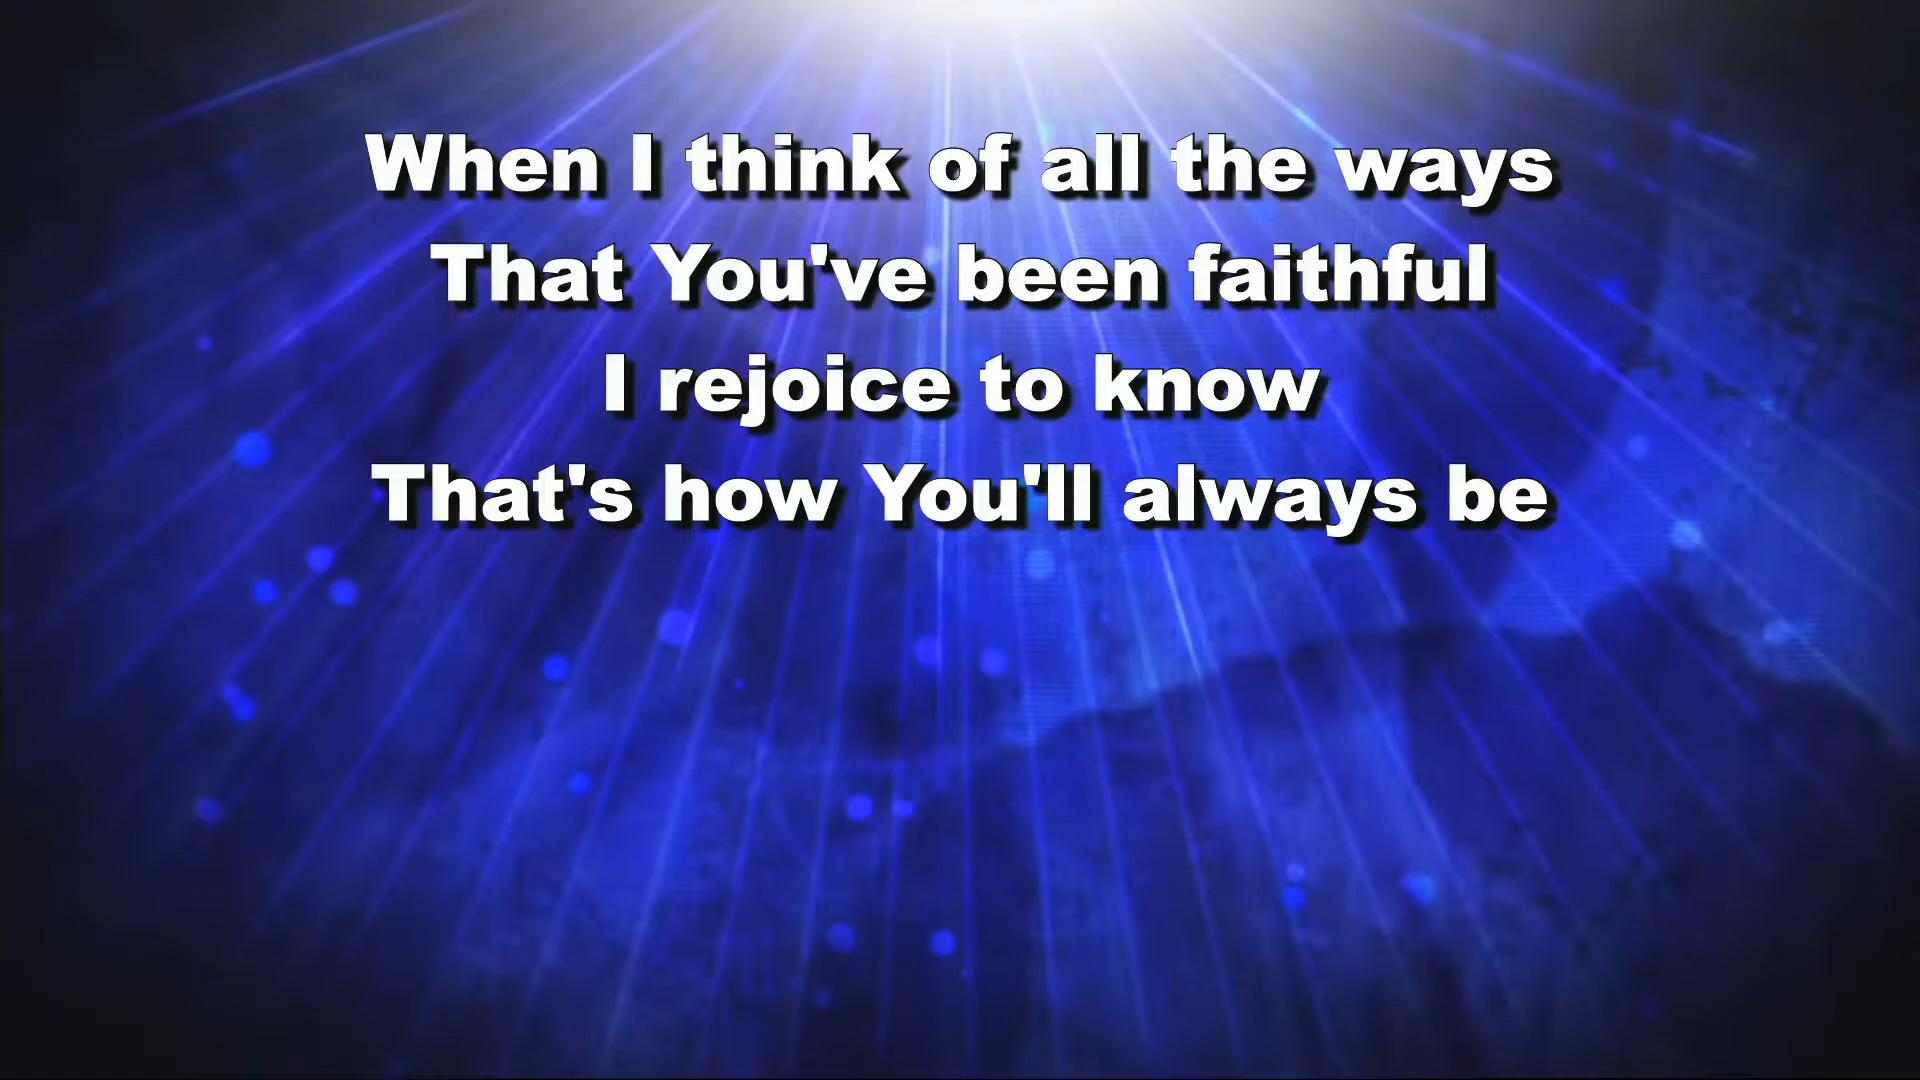 When I think of all the ways
That You've been faithful
I rejoice to know
That's how You'll always be